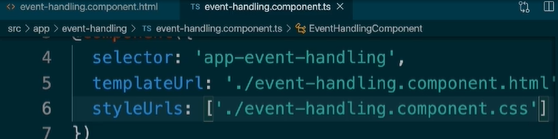 event-handling.component.html
TS event-handling.component.ts ×
src > app > event-handling > TS event-handling.component.ts > EventHandlingComponent
4 selector: 'app-event-handling',
5 templateUrl: './event-handling.component.html'
6 styleUrls: ['./event-handling.component.css']
7 })